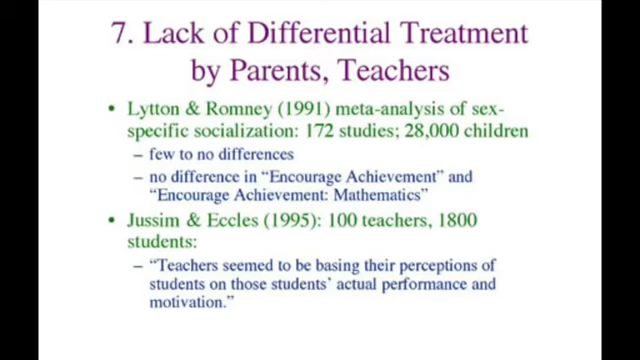 7. Lack of Differential Treatment
by Parents, Teachers
• Lytton & Romney (1991) meta-analysis of sex-
specific socialization: 172 studies; 28,000 children
– few to no differences
– no difference in “Encourage Achievement” and
“Encourage Achievement: Mathematics”
• Jussim & Eccles (1995): 100 teachers, 1800
students:
– “Teachers seemed to be basing their perceptions of
students on those students’ actual performance and
motivation.”